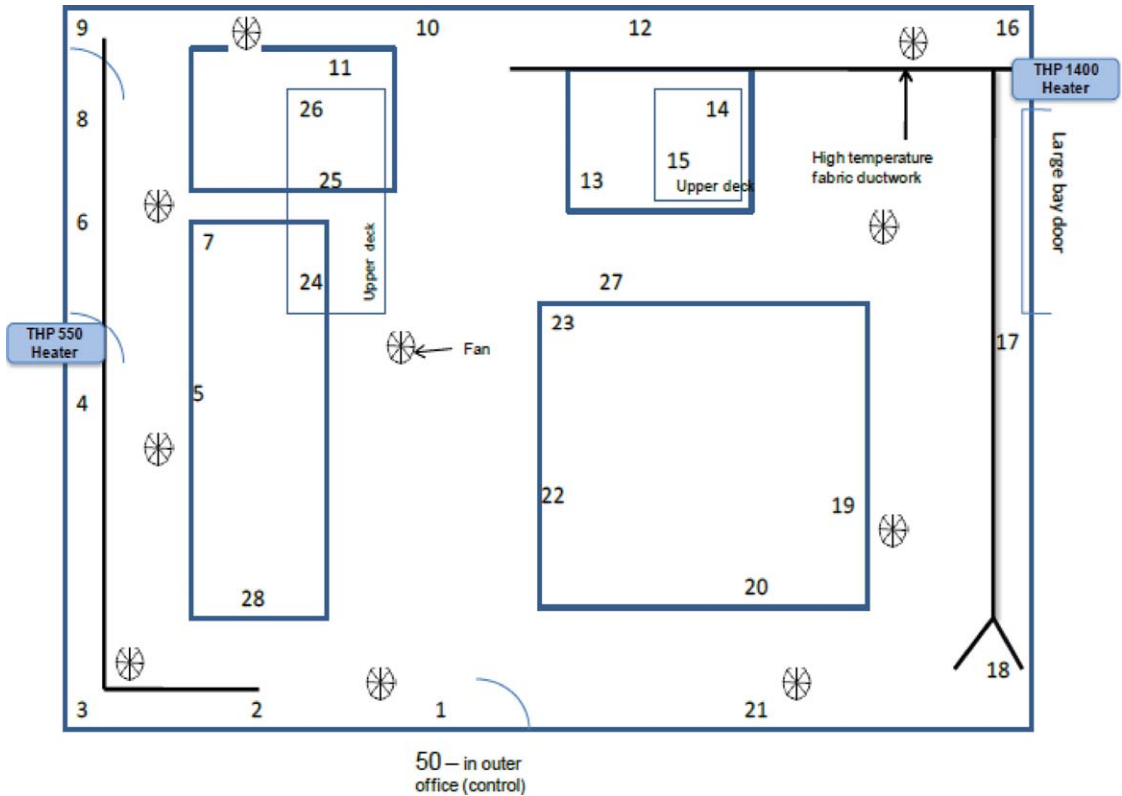 9
10
12
16
11
THP 1400
Heater
26
14
8
Large bay door
15
High temperature
fabric ductwork
25
13
Upper deck
6
7
Upper deck
24
27
23
THP 550
Heater
Fan
17
5
4
22
19
20
28
18
3
2
1
21
50 – in outer
office (control)